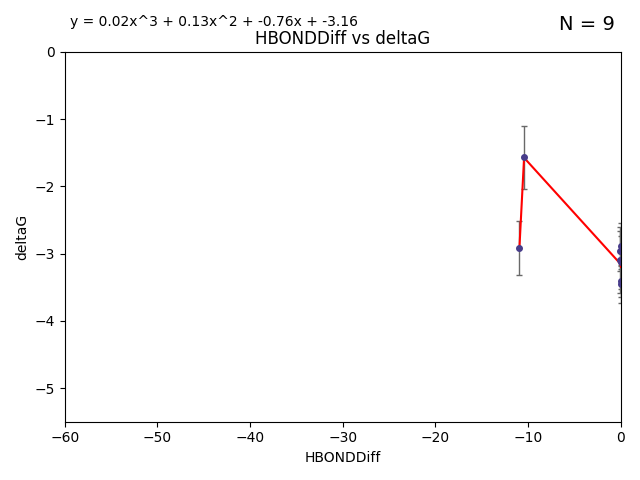 y = 0.02x^3 + 0.13x^2 + -0.76x + -3.16
N = 9
HBONDDiff vs deltaG
deltaG
0
−1
−2
−3
−4
−5
−60 −50 −40 −30 −20 −10 0
HBONDDiff